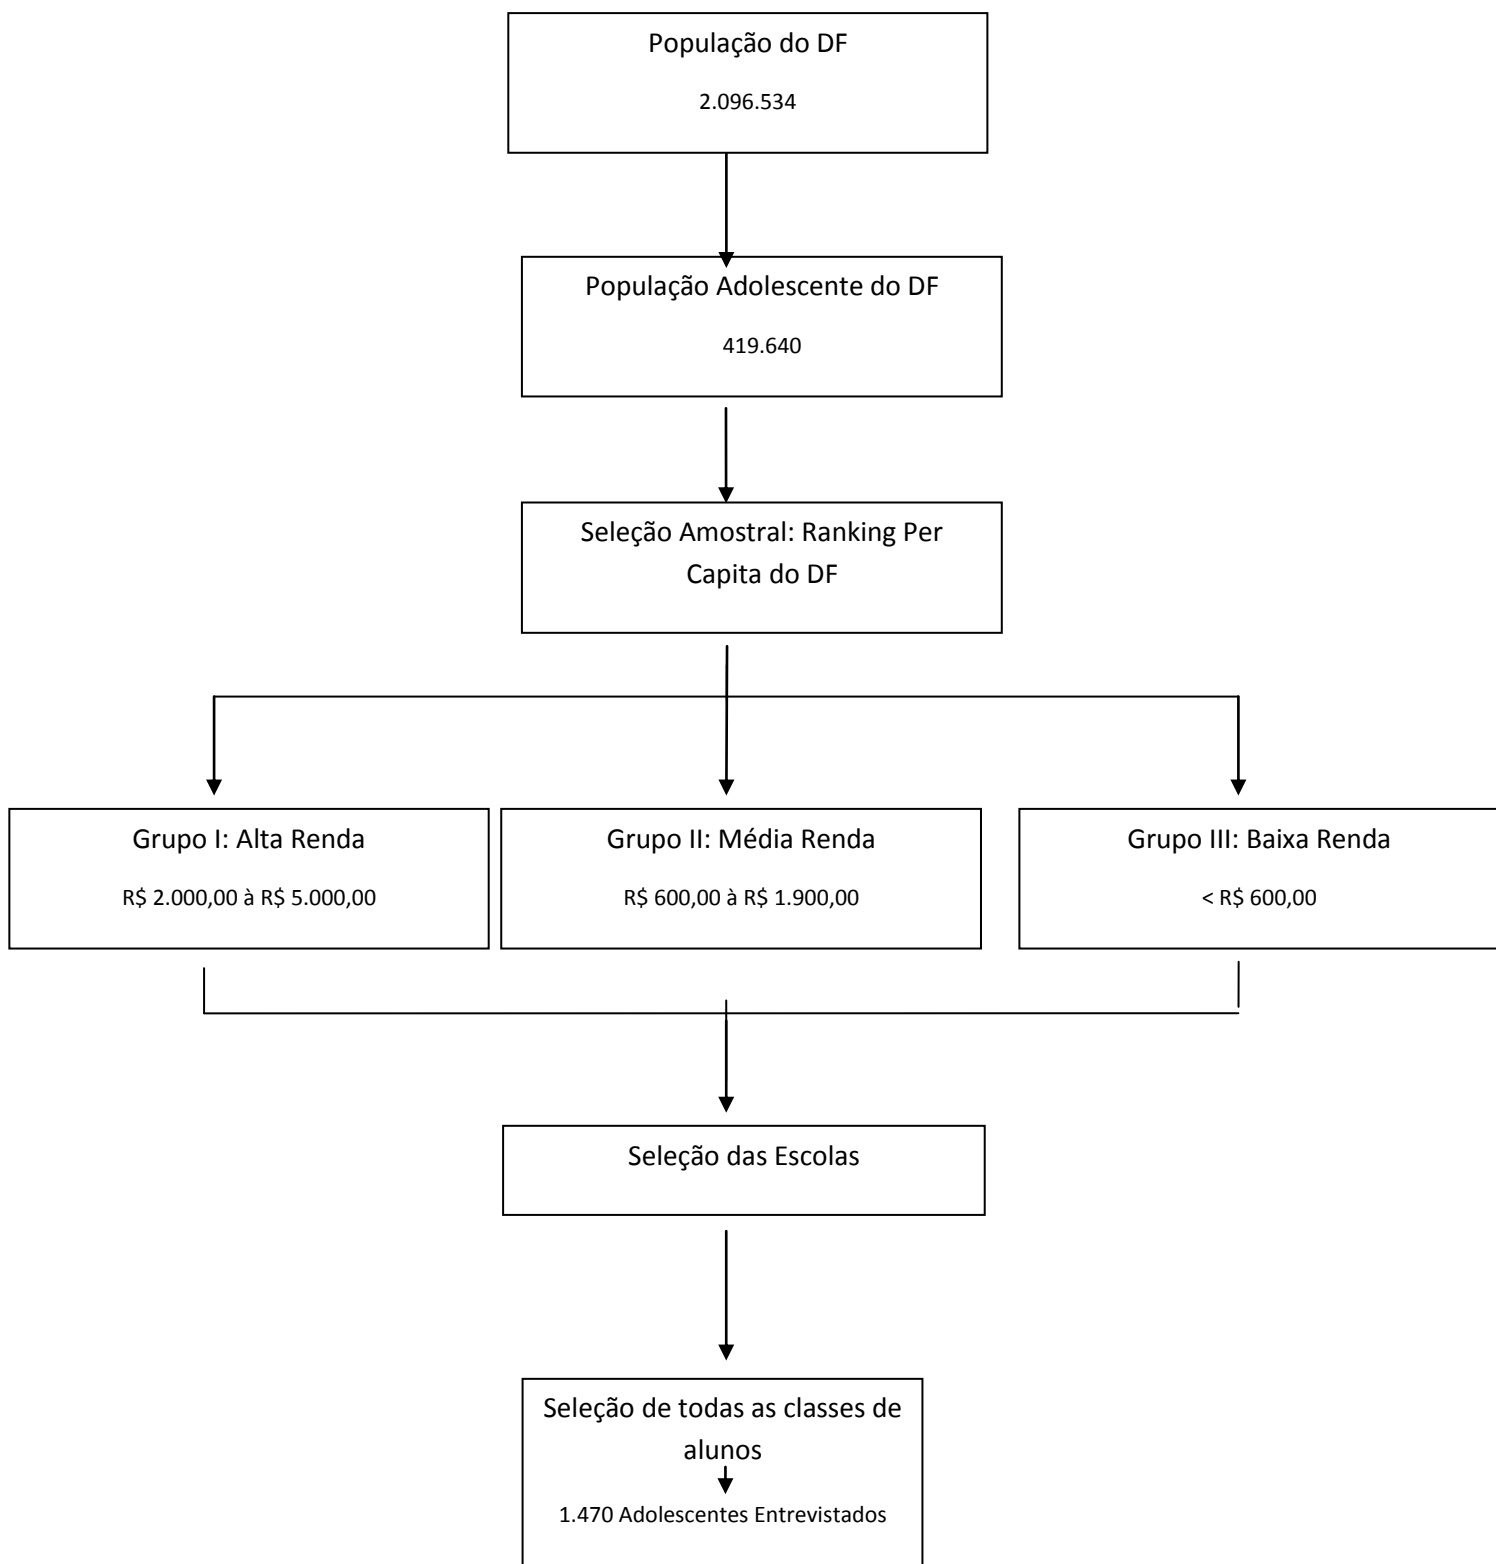 População do DF
2.096.534
População Adolescente do DF
419.640
Seleção Amostral: Ranking Per
Capita do DF
Grupo I: Alta Renda
R$ 2.000,00 à R$ 5.000,00
Grupo II: Média Renda
R$ 600,00 à R$ 1.900,00
Grupo III: Baixa Renda
< R$ 600,00
Seleção das Escolas
Seleção de todas as classes de
alunos
1.470 Adolescentes Entrevistados